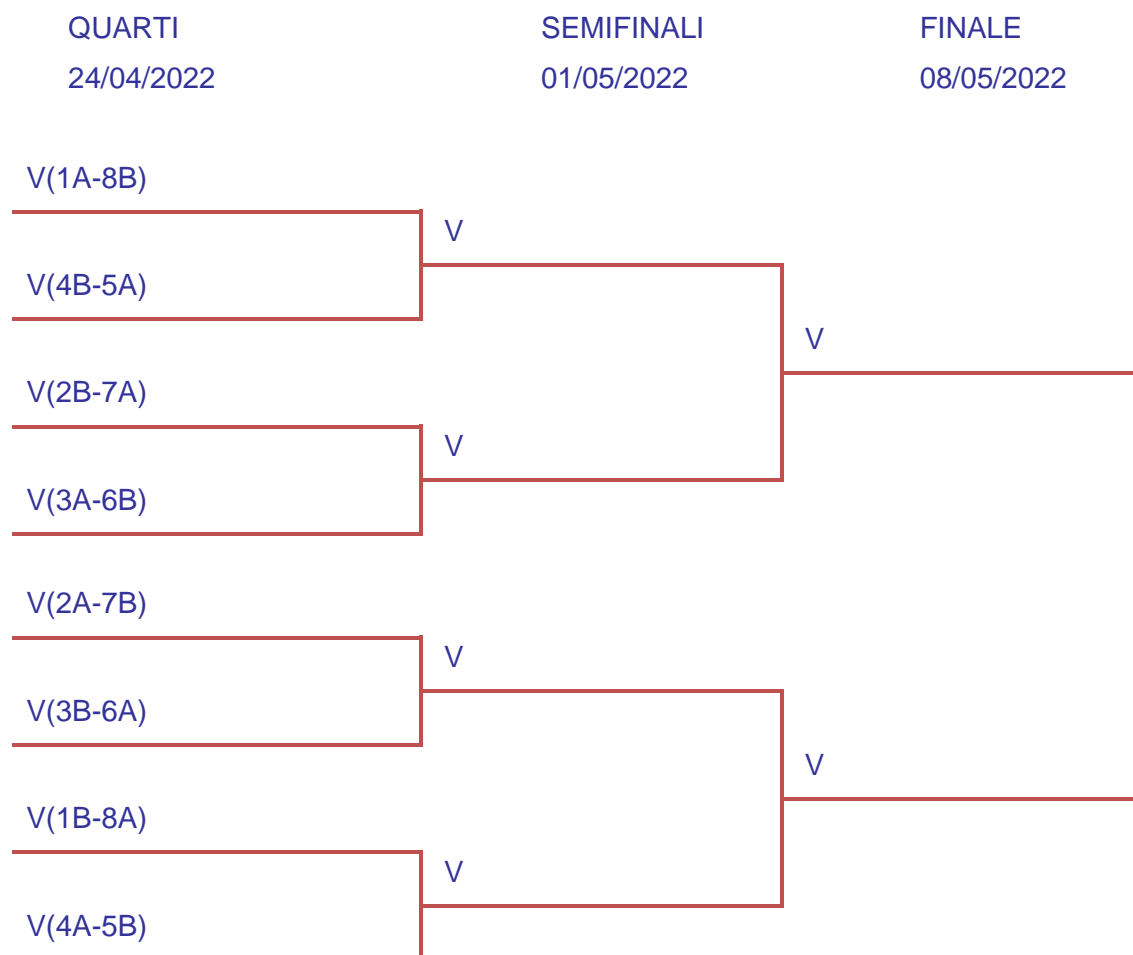 QUARTI SEMIFINALI FINALE
24/04/2022 01/05/2022 08/05/2022
V(1A-8B)
V
V(4B-5A)
V
V(2B-7A)
V
V(3A-6B)
V(2A-7B)
V
V(3B-6A)
V
V(1B-8A)
V
V(4A-5B)